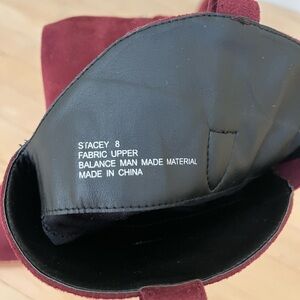 STACEY 8
FABRIC UPPER
BALANCE MAN MADE MATERIAL
MADE IN CHINA